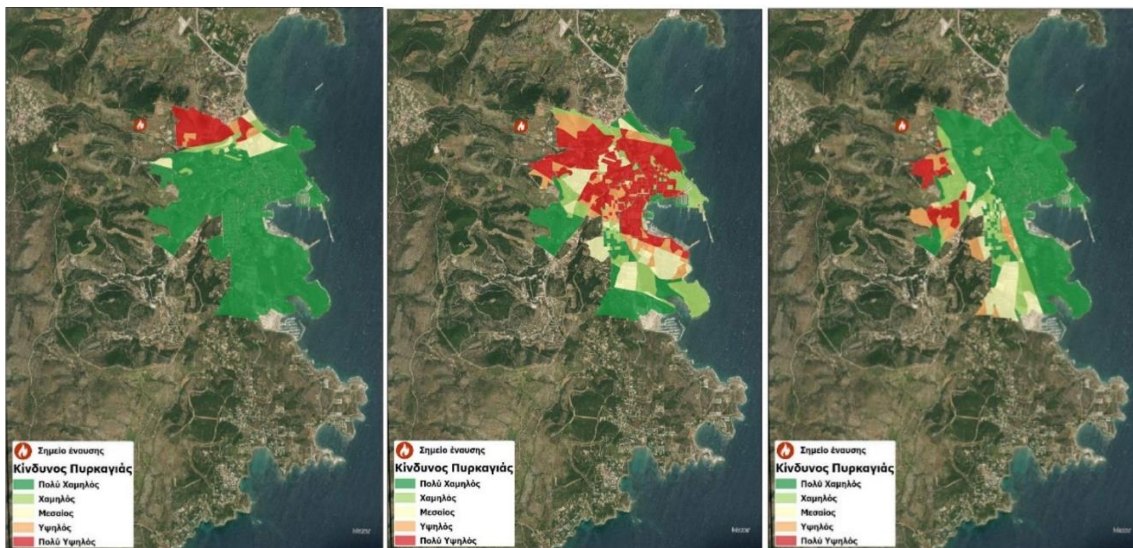 Σημείο έναυσης
Κίνδυνος Πυρκαγιάς
Πολύ Χαμηλός
Χαμηλός
Μεσαίος
Υψηλός
Πολύ Υψηλός
Σημείο έναυσης
Κίνδυνος Πυρκαγιάς
Πολύ Χαμηλός
Χαμηλός
Μεσαίος
Υψηλός
Πολύ Υψηλός
Σημείο έναυσης
Κίνδυνος Πυρκαγιάς
Πολύ Χαμηλός
Χαμηλός
Μεσαίος
Υψηλός
Πολύ Υψηλός